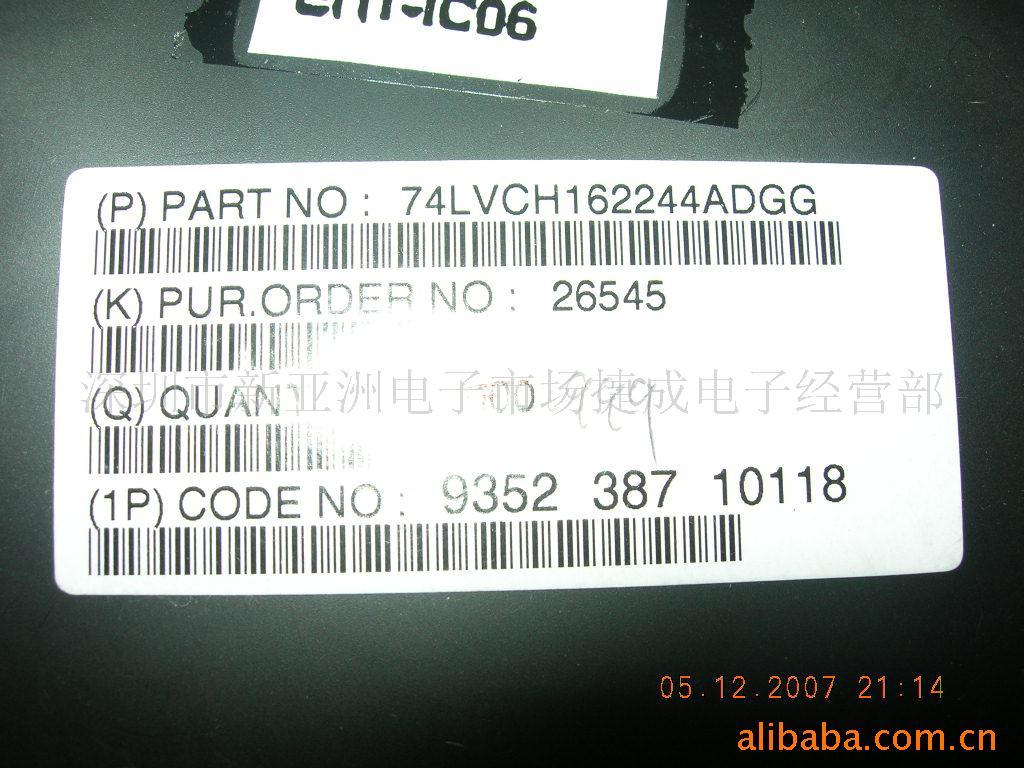 (P) PART NO : 74LVCH162244ADGG
(K) PUR.ORDER NO : 26545
深圳市新亚洲电子市场捷成电子经营部
(Q) QUAN
(1P) CODE NO : 9352 387 10118
05.12.2007 21:14
alibaba.com.cn